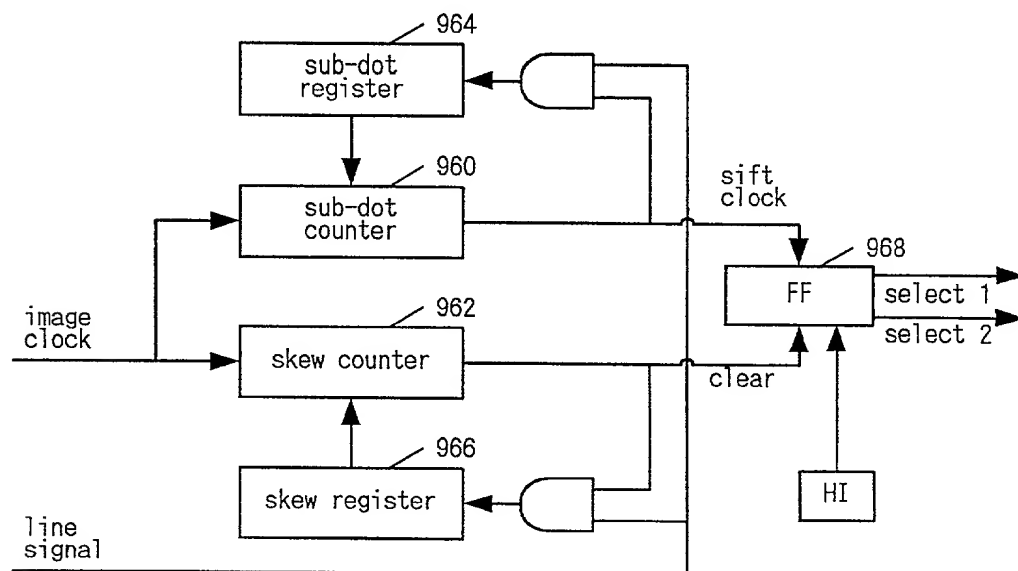 964
sub-dot
register
960
sub-dot
counter
sift
clock
968
FF
select 1
select 2
image
clock
962
skew counter
clear
966
skew register
HI
line
signal